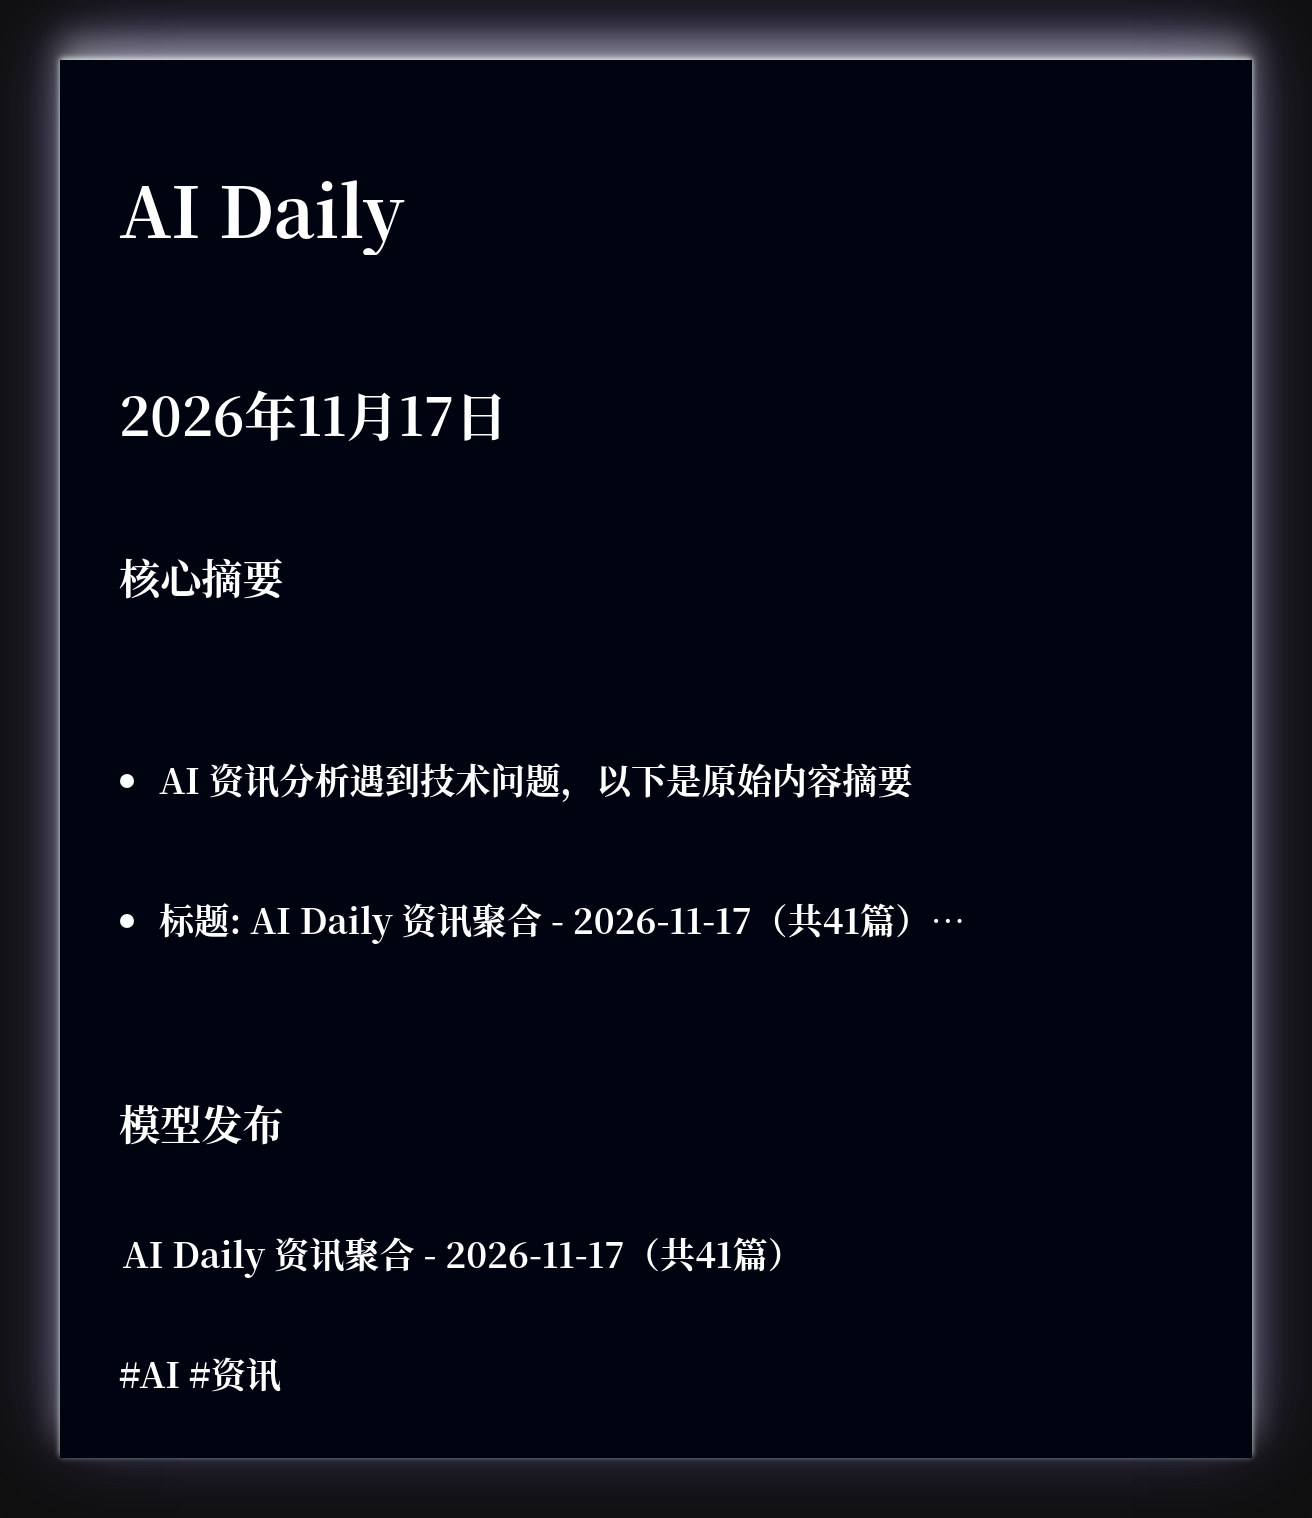 AI Daily
2026年11月17日
核心摘要
• AI 资讯分析遇到技术问题，以下是原始内容摘要
• 标题: AI Daily 资讯聚合 - 2026-11-17（共41篇）…
模型发布
AI Daily 资讯聚合 - 2026-11-17（共41篇）
#AI #资讯